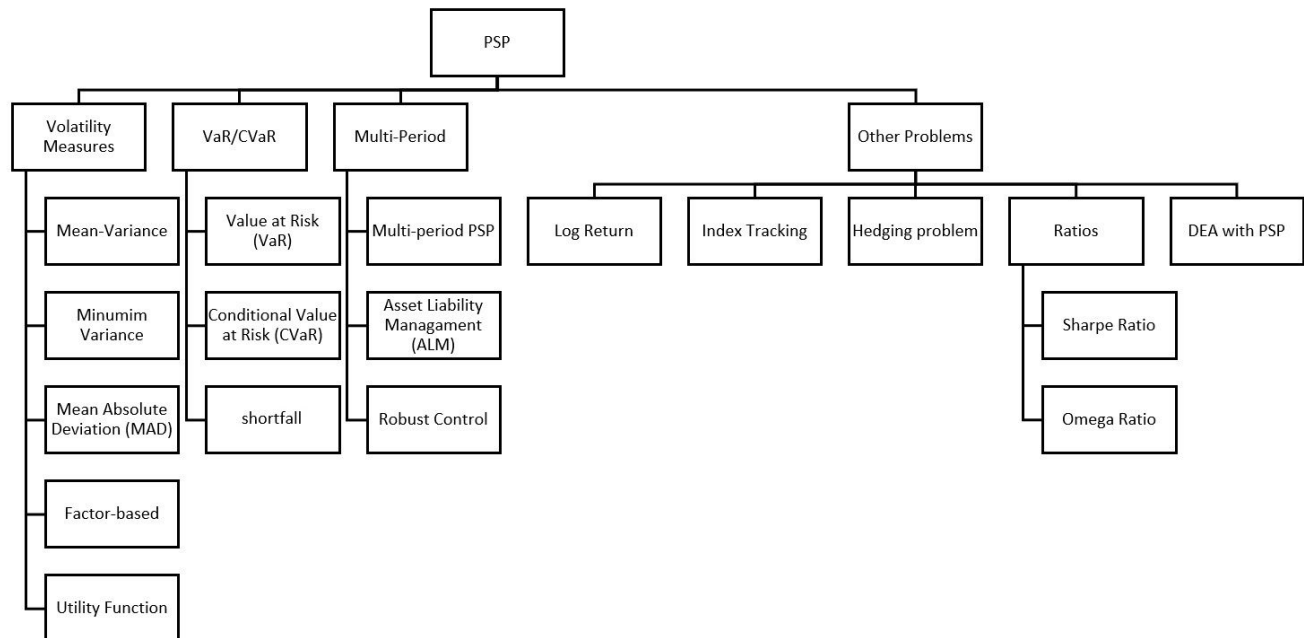 PSP
Volatility
Measures
VaR/CVaR
Multi-Period
Other Problems
Mean-Variance
Value at Risk
(VaR)
Multi-period PSP
Log Return
Index Tracking
Hedging problem
Ratios
DEA with PSP
Minumim
Variance
Conditional Value
at Risk (CVaR)
Asset Liability
Managament
(ALM)
Sharpe Ratio
Mean Absolute
Deviation (MAD)
shortfall
Robust Control
Omega Ratio
Factor-based
Utility Function